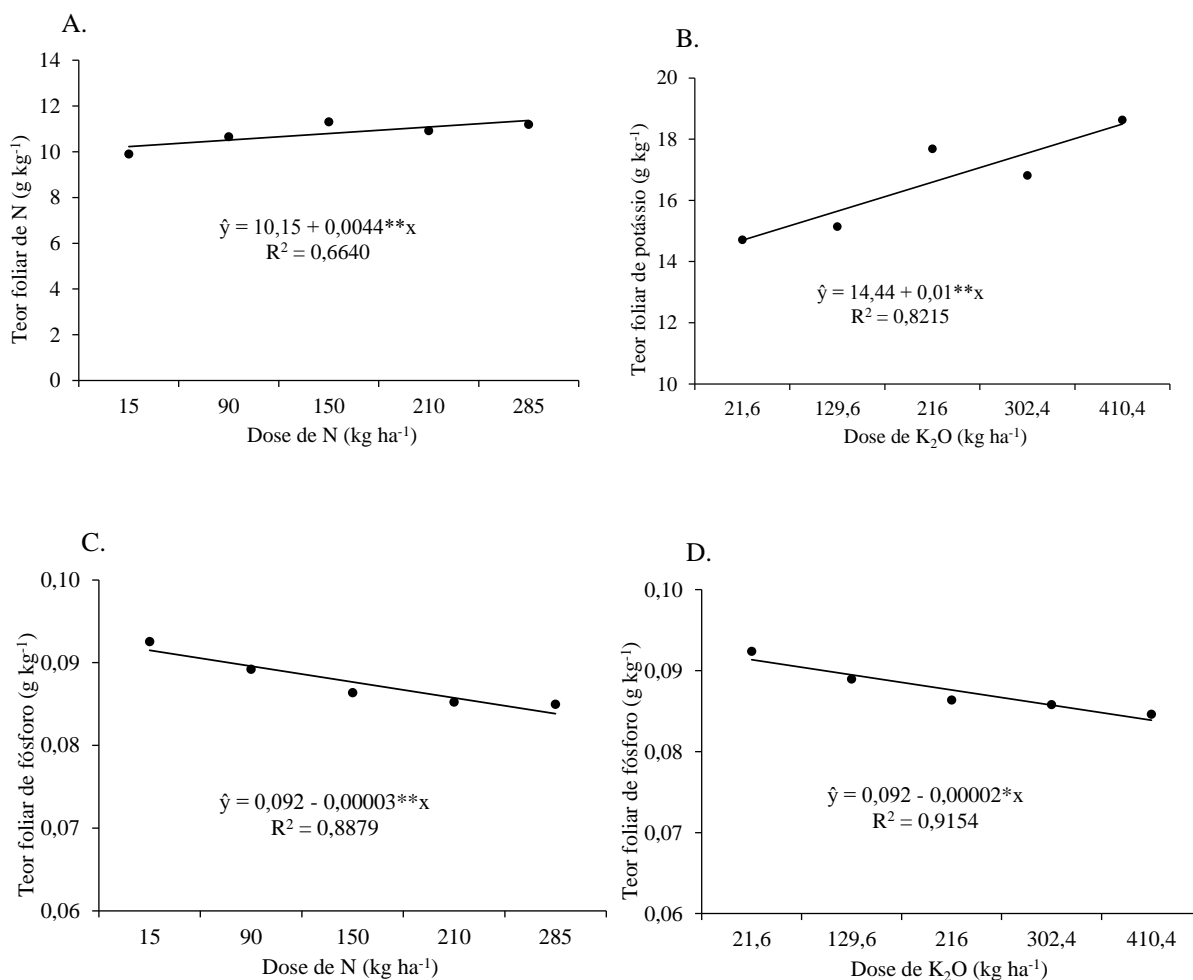 A.
Teor foliar de N (g kg⁻¹)
14
12
10
8
6
4
2
0
ŷ = 10,15 + 0,0044**x
R² = 0,6640
15 90 150 210 285
Dose de N (kg ha⁻¹)
B.
Teor foliar de potássio (g kg⁻¹)
20
18
16
14
12
10
ŷ = 14,44 + 0,01**x
R² = 0,8215
21,6 129,6 216 302,4 410,4
Dose de K₂O (kg ha⁻¹)
C.
Teor foliar de fósforo (g kg⁻¹)
0,10
0,09
0,08
0,07
0,06
ŷ = 0,092 - 0,00003**x
R² = 0,8879
15 90 150 210 285
Dose de N (kg ha⁻¹)
D.
Teor foliar de fósforo (g kg⁻¹)
0,10
0,09
0,08
0,07
0,06
ŷ = 0,092 - 0,00002*x
R² = 0,9154
21,6 129,6 216 302,4 410,4
Dose de K₂O (kg ha⁻¹)